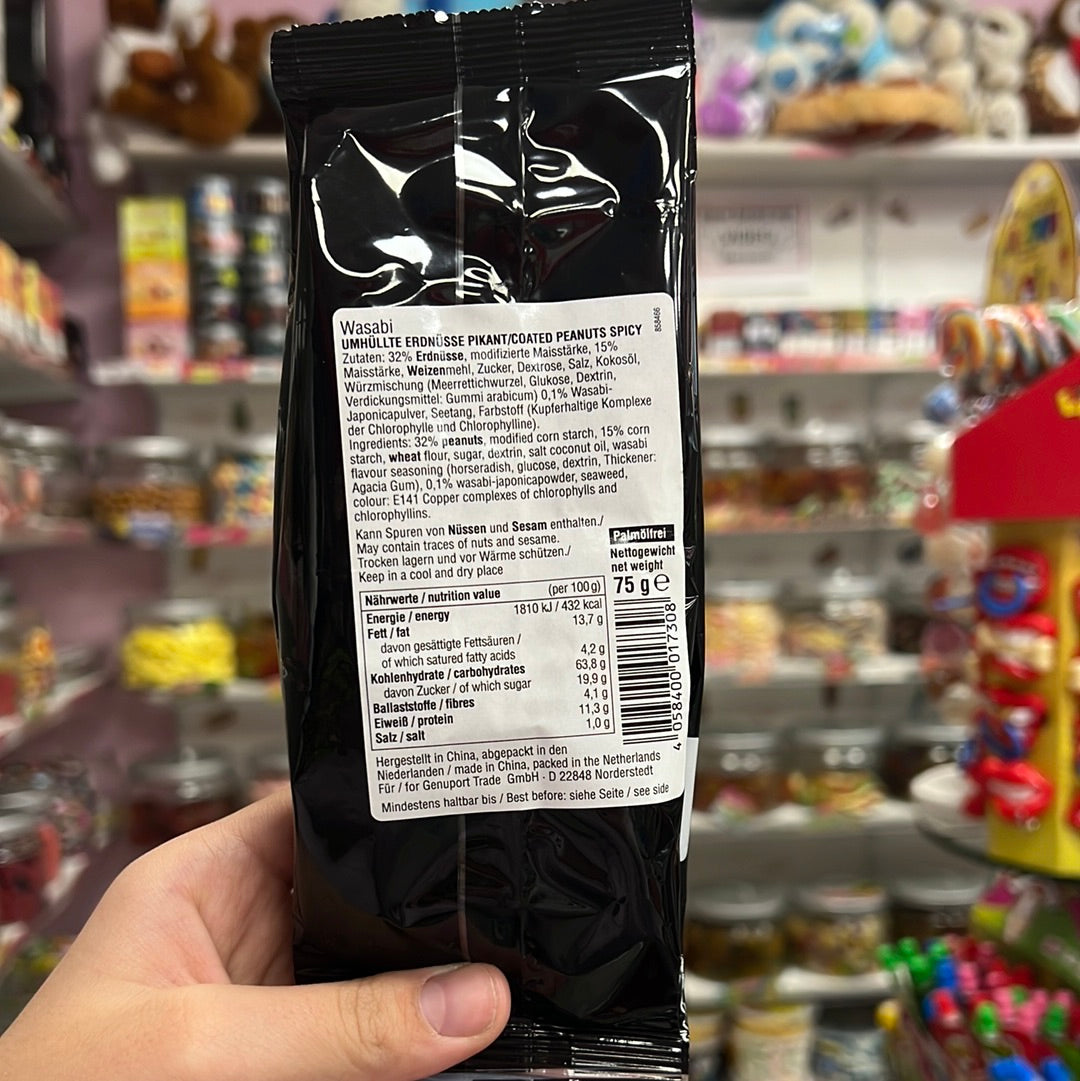 Wasabi
858466
UMHÜLLTE ERDNÜSSE PIKANT/COATED PEANUTS SPICY
Zutaten: 32% Erdnüsse, modifizierte Maisstärke, 15%
Maisstärke, Weizenmehl, Zucker, Dextrose, Salz, Kokosöl,
Würzmischung (Meerrettichwurzel, Glukose, Dextrin,
Verdickungsmittel: Gummi arabicum) 0,1% Wasabi-
Japonicapulver, Seetang, Farbstoff (Kupferhaltige Komplexe
der Chlorophylle und Chlorophylline).
Ingredients: 32% peanuts, modified corn starch, 15% corn
starch, wheat flour, sugar, dextrin, salt coconut oil, wasabi
flavour seasoning (horseradish, glucose, dextrin, Thickener:
Agacia Gum), 0,1% wasabi-japonicapowder, seaweed,
colour: E141 Copper complexes of chlorophylls and
chlorophyllins.
Kann Spuren von Nüssen und Sesam enthalten./
May contain traces of nuts and sesame.
Trocken lagern und vor Wärme schützen./
Keep in a cool and dry place
Palmölfrei
Nettogewicht
net weight
75 g e
Nährwerte / nutrition value (per 100g)
Energie / energy 1810 kJ / 432 kcal
Fett / fat 13,7 g
davon gesättigte Fettsäuren /
of which satured fatty acids 4,2 g
Kohlenhydrate / carbohydrates 63,8 g
davon Zucker / of which sugar 19,9 g
Ballaststoffe / fibres 4,1 g
Eiweiß / protein 11,3 g
Salz / salt 1,0 g
4 058400 017308
Hergestellt in China, abgepackt in den
Niederlanden / made in China, packed in the Netherlands
Für / for Genuport Trade GmbH · D 22848 Norderstedt
Mindestens haltbar bis / Best before: siehe Seite / see side